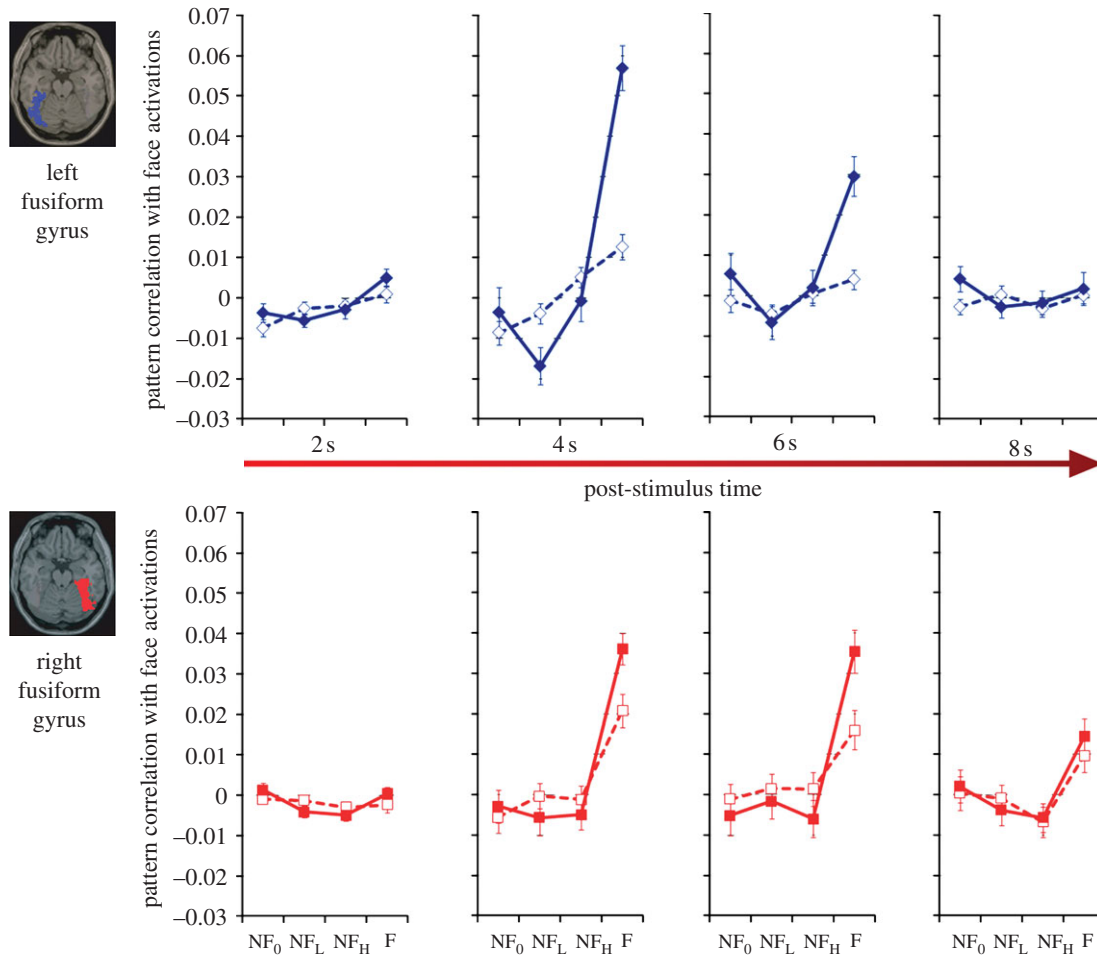 left
fusiform
gyrus
pattern correlation with face activations
0.07
0.06
0.05
0.04
0.03
0.02
0.01
0
–0.01
–0.02
–0.03
2 s
4 s
6 s
8 s
post-stimulus time
right
fusiform
gyrus
pattern correlation with face activations
0.07
0.06
0.05
0.04
0.03
0.02
0.01
0
–0.01
–0.02
–0.03
NF0 NFL NFH F NF0 NFL NFH F NF0 NFL NFH F NF0 NFL NFH F